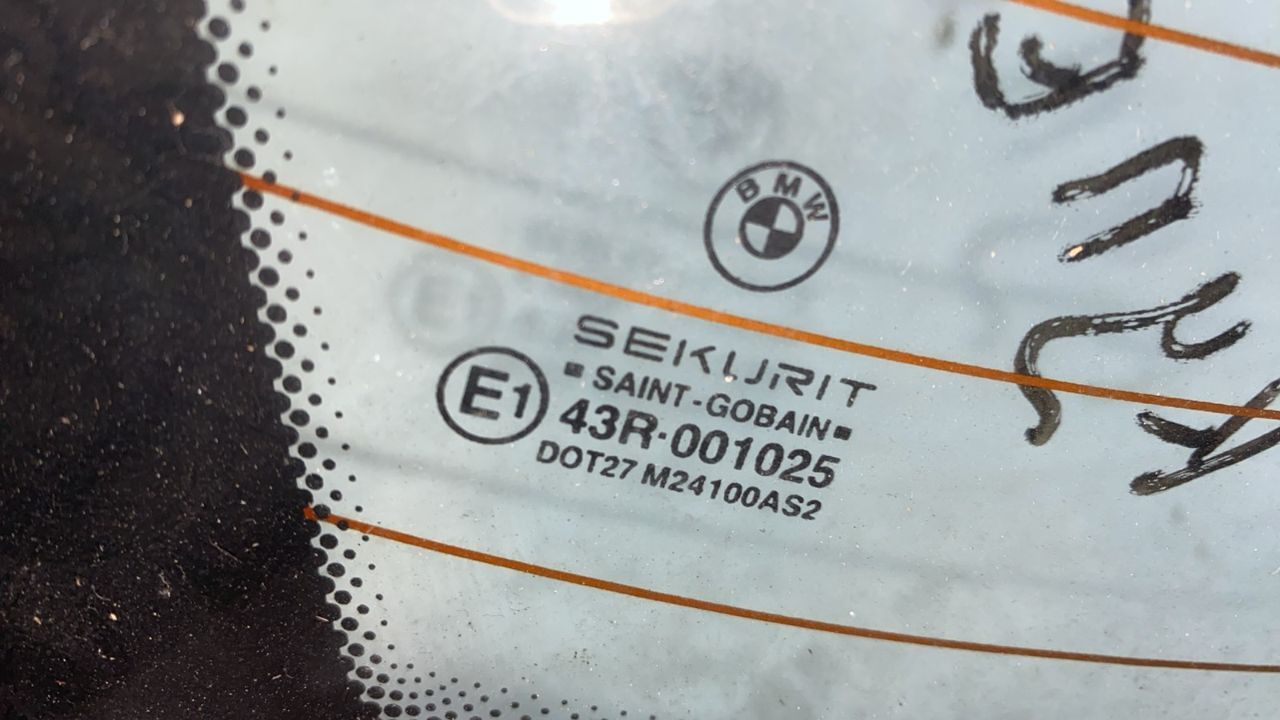 BMW
SEKURIT
SAINT-GOBAIN
E1
43R-001025
DOT27 M24100AS2